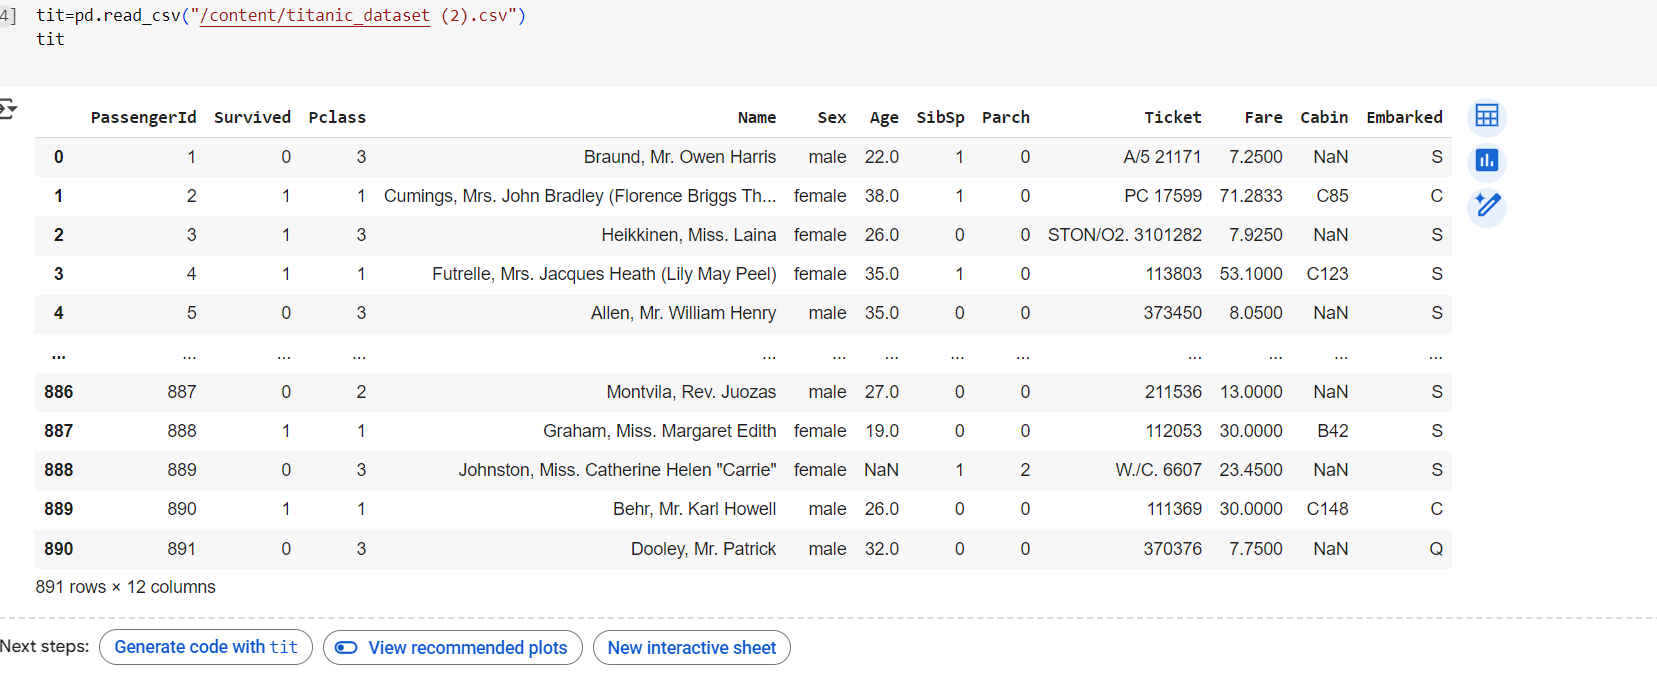 4] tit=pd.read_csv("/content/titanic_dataset (2).csv")
tit
PassengerId Survived Pclass Name Sex Age SibSp Parch Ticket Fare Cabin Embarked
0 1 0 3 Braund, Mr. Owen Harris male 22.0 1 0 A/5 21171 7.2500 NaN S
1 2 1 1 Cumings, Mrs. John Bradley (Florence Briggs Th... female 38.0 1 0 PC 17599 71.2833 C85 C
2 3 1 3 Heikkinen, Miss. Laina female 26.0 0 0 STON/O2. 3101282 7.9250 NaN S
3 4 1 1 Futrelle, Mrs. Jacques Heath (Lily May Peel) female 35.0 1 0 113803 53.1000 C123 S
4 5 0 3 Allen, Mr. William Henry male 35.0 0 0 373450 8.0500 NaN S
... ... ... ... ... ... ... ... ... ... ... ... ...
886 887 0 2 Montvila, Rev. Juozas male 27.0 0 0 211536 13.0000 NaN S
887 888 1 1 Graham, Miss. Margaret Edith female 19.0 0 0 112053 30.0000 B42 S
888 889 0 3 Johnston, Miss. Catherine Helen "Carrie" female NaN 1 2 W./C. 6607 23.4500 NaN S
889 890 1 1 Behr, Mr. Karl Howell male 26.0 0 0 111369 30.0000 C148 C
890 891 0 3 Dooley, Mr. Patrick male 32.0 0 0 370376 7.7500 NaN Q
891 rows × 12 columns
Next steps: Generate code with tit View recommended plots New interactive sheet